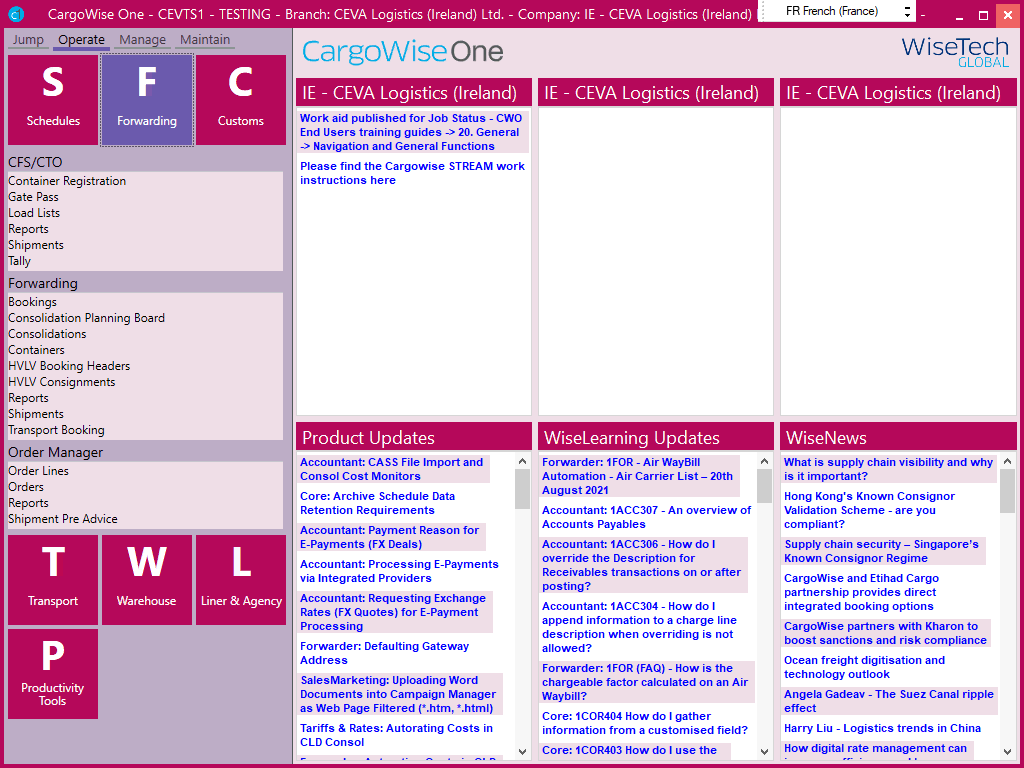 CargoWise One - CEVTS1 - TESTING - Branch: CEVA Logistics (Ireland) Ltd. - Company: IE - CEVA Logistics (Ireland)
FR French (France)
Jump Operate Manage Maintain
S
Schedules
F
Forwarding
C
Customs
CFS/CTO
Container Registration
Gate Pass
Load Lists
Reports
Shipments
Tally
Forwarding
Bookings
Consolidation Planning Board
Consolidations
Containers
HVLV Booking Headers
HVLV Consignments
Reports
Shipments
Transport Booking
Order Manager
Order Lines
Orders
Reports
Shipment Pre Advice
T
Transport
W
Warehouse
L
Liner & Agency
P
Productivity
Tools
CargoWiseOne
WiseTech
GLOBAL
IE - CEVA Logistics (Ireland)
Work aid published for Job Status - CWO
End Users training guides -> 20. General
-> Navigation and General Functions
Please find the Cargowise STREAM work
instructions here
IE - CEVA Logistics (Ireland)
IE - CEVA Logistics (Ireland)
Product Updates
Accountant: CASS File Import and
Consol Cost Monitors
Core: Archive Schedule Data
Retention Requirements
Accountant: Payment Reason for
E-Payments (FX Deals)
Accountant: Processing E-Payments
via Integrated Providers
Accountant: Requesting Exchange
Rates (FX Quotes) for E-Payment
Processing
Forwarder: Defaulting Gateway
Address
SalesMarketing: Uploading Word
Documents into Campaign Manager
as Web Page Filtered (*.htm, *.html)
Tariffs & Rates: Autorating Costs in
CLD Consol
WiseLearning Updates
Forwarder: 1FOR - Air WayBill
Automation - Air Carrier List – 20th
August 2021
Accountant: 1ACC307 - An overview of
Accounts Payables
Accountant: 1ACC306 - How do I
override the Description for
Receivables transactions on or after
posting?
Accountant: 1ACC304 - How do I
append information to a charge line
description when overriding is not
allowed?
Forwarder: 1FOR (FAQ) - How is the
chargeable factor calculated on an Air
Waybill?
Core: 1COR404 How do I gather
information from a customised field?
Core: 1COR403 How do I use the
WiseNews
What is supply chain visibility and why
is it important?
Hong Kong's Known Consignor
Validation Scheme - are you
compliant?
Supply chain security – Singapore’s
Known Consignor Regime
CargoWise and Etihad Cargo
partnership provides direct
integrated booking options
CargoWise partners with Kharon to
boost sanctions and risk compliance
Ocean freight digitisation and
technology outlook
Angela Gadeav - The Suez Canal ripple
effect
Harry Liu - Logistics trends in China
How digital rate management can